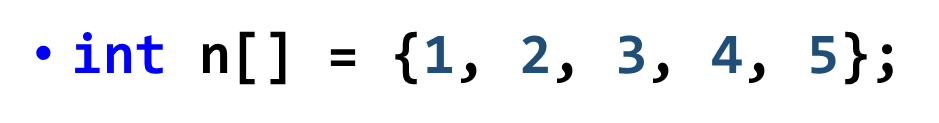 • int n[] = {1, 2, 3, 4, 5};